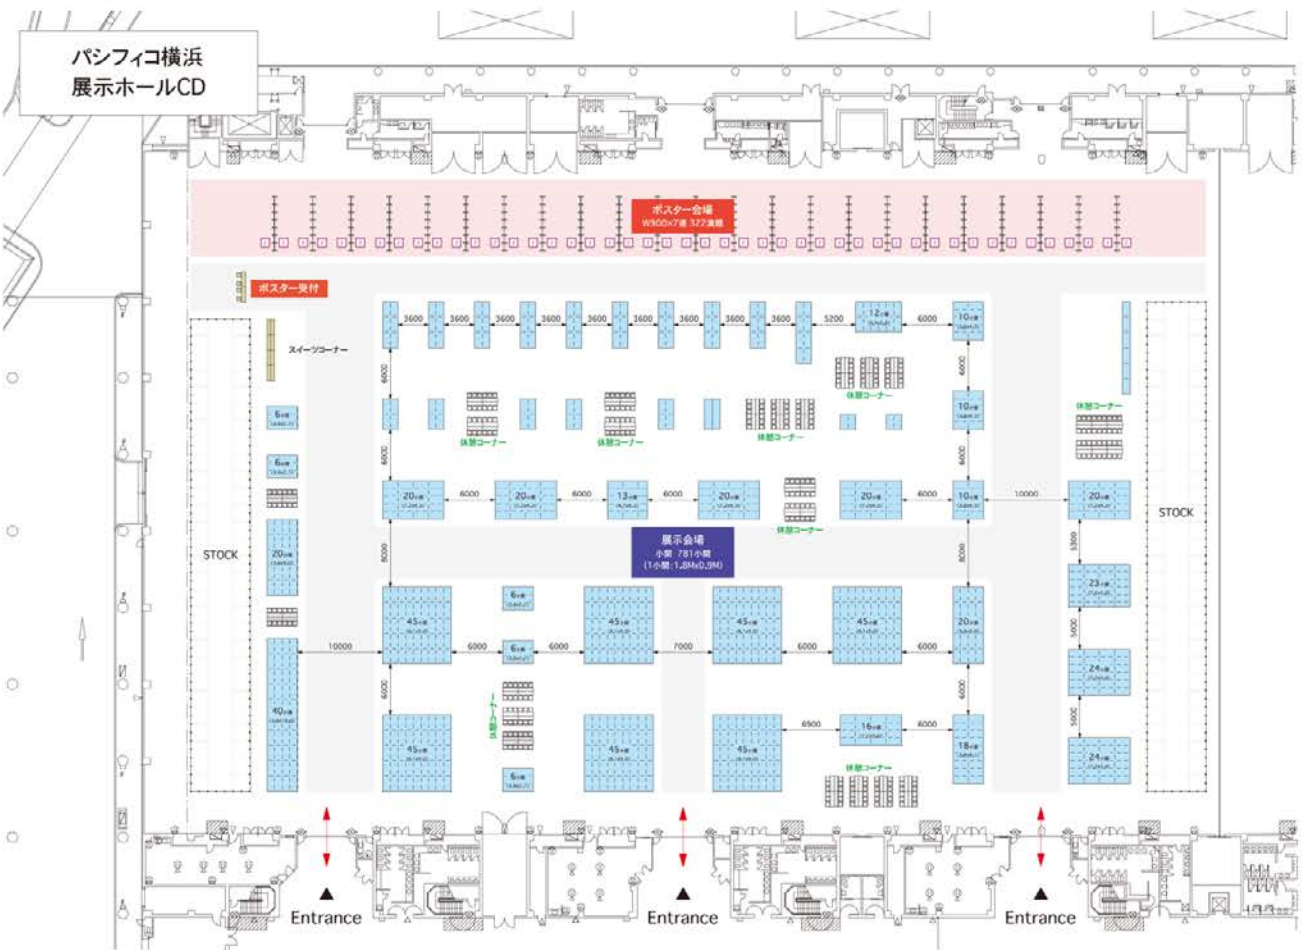 パシフィコ横浜
展示ホールCD
ポスター会場
W900×7連 327演題
ポスター受付
スイーツコーナー
3600 3600 3600 3600 3600 3600 3600 3600 3600 5200 12小間 6000 10小間
6000 6000
休憩コーナー
6小間 10小間 休憩コーナー
休憩コーナー 休憩コーナー 休憩コーナー
6小間 6000 6000
20小間 6000 20小間 6000 13小間 6000 20小間 20小間 6000 10小間 10000 20小間
休憩コーナー
STOCK STOCK
展示会場
小間 781小間
(1小間:1.8M×0.9M)
20小間 8000 8000 5300
23小間
45小間 6小間 45小間 45小間 45小間 20小間
5000
10000 6000 6小間 6000 7000 6000 6000
24小間
6000 6000
休憩コーナー
40小間 5000
6900 16小間 6000
45小間 45小間 45小間 18小間 24小間
休憩コーナー
6小間
Entrance Entrance Entrance